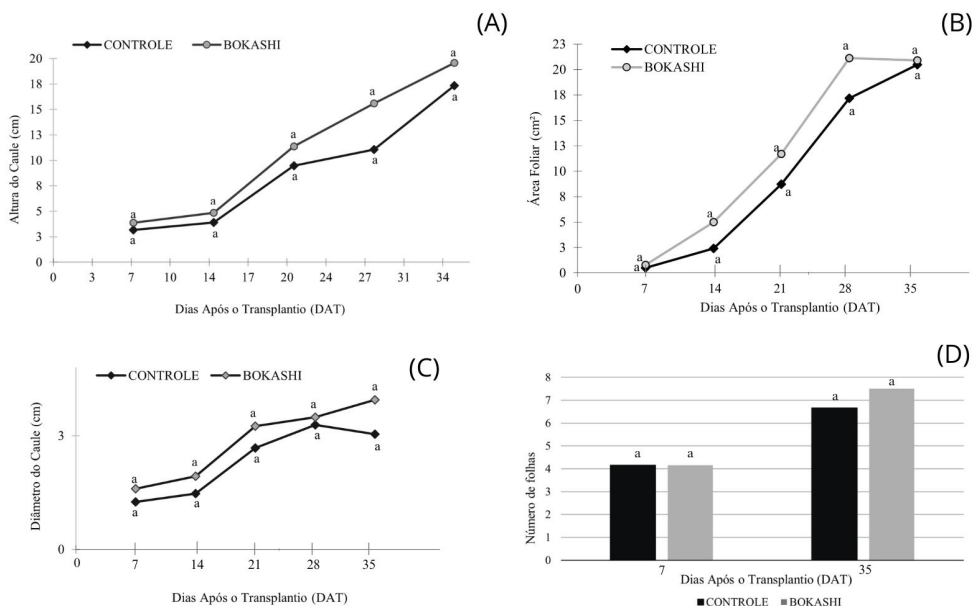 (A)
CONTROLE BOKASHI
Altura do Caule (cm)
20
18
15
13
10
8
5
3
0
a a a a a
a a a a a
0 3 7 10 14 17 20 24 27 31 34
Dias Após o Transplantio (DAT)
(B)
CONTROLE
BOKASHI
Área Foliar (cm²)
23
20
18
15
13
10
8
5
3
0
a a a a a
a a a a a
0 7 14 21 28 35
Dias Após o Transplantio (DAT)
(C)
CONTROLE BOKASHI
Diâmetro do Caule (cm)
3
0
a a a a a
a a a a a
0 7 14 21 28 35
Dias Após o Transplantio (DAT)
(D)
Número de folhas
8
7
6
5
4
3
2
1
0
a a a a
7 35
Dias Após o Transplantio (DAT)
CONTROLE BOKASHI